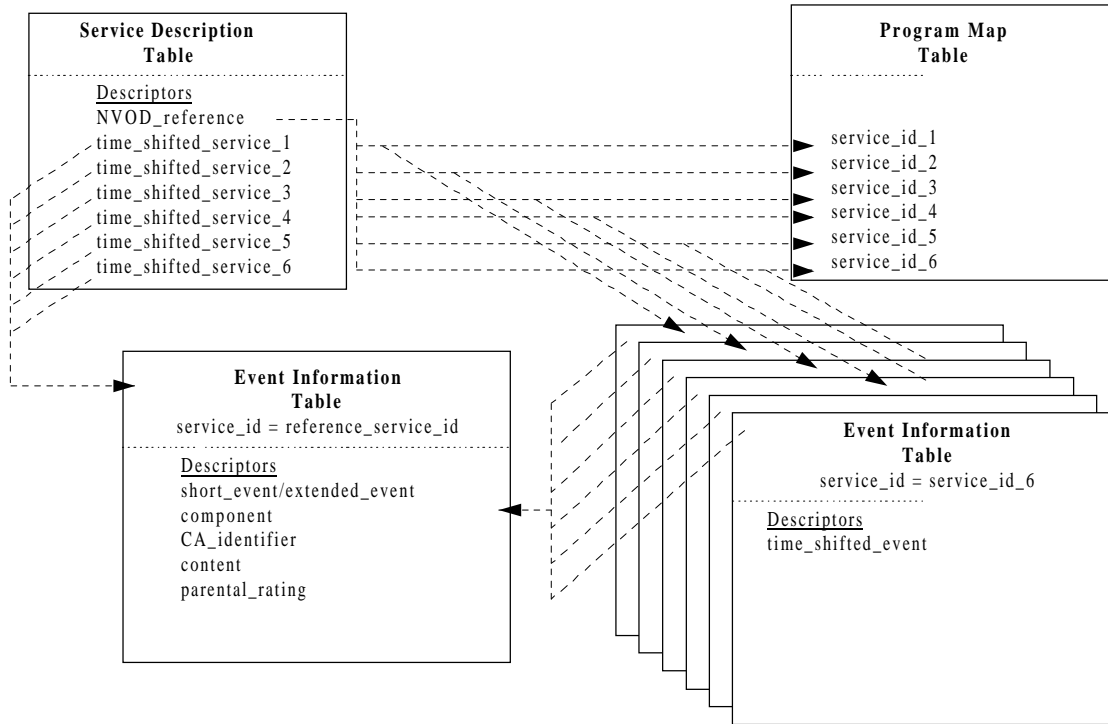 Service Description
Table
Descriptors
NVOD_reference
time_shifted_service_1
time_shifted_service_2
time_shifted_service_3
time_shifted_service_4
time_shifted_service_5
time_shifted_service_6
Program Map
Table
service_id_1
service_id_2
service_id_3
service_id_4
service_id_5
service_id_6
Event Information
Table
service_id = reference_service_id
Descriptors
short_event/extended_event
component
CA_identifier
content
parental_rating
Event Information
Table
service_id = service_id_6
Descriptors
time_shifted_event